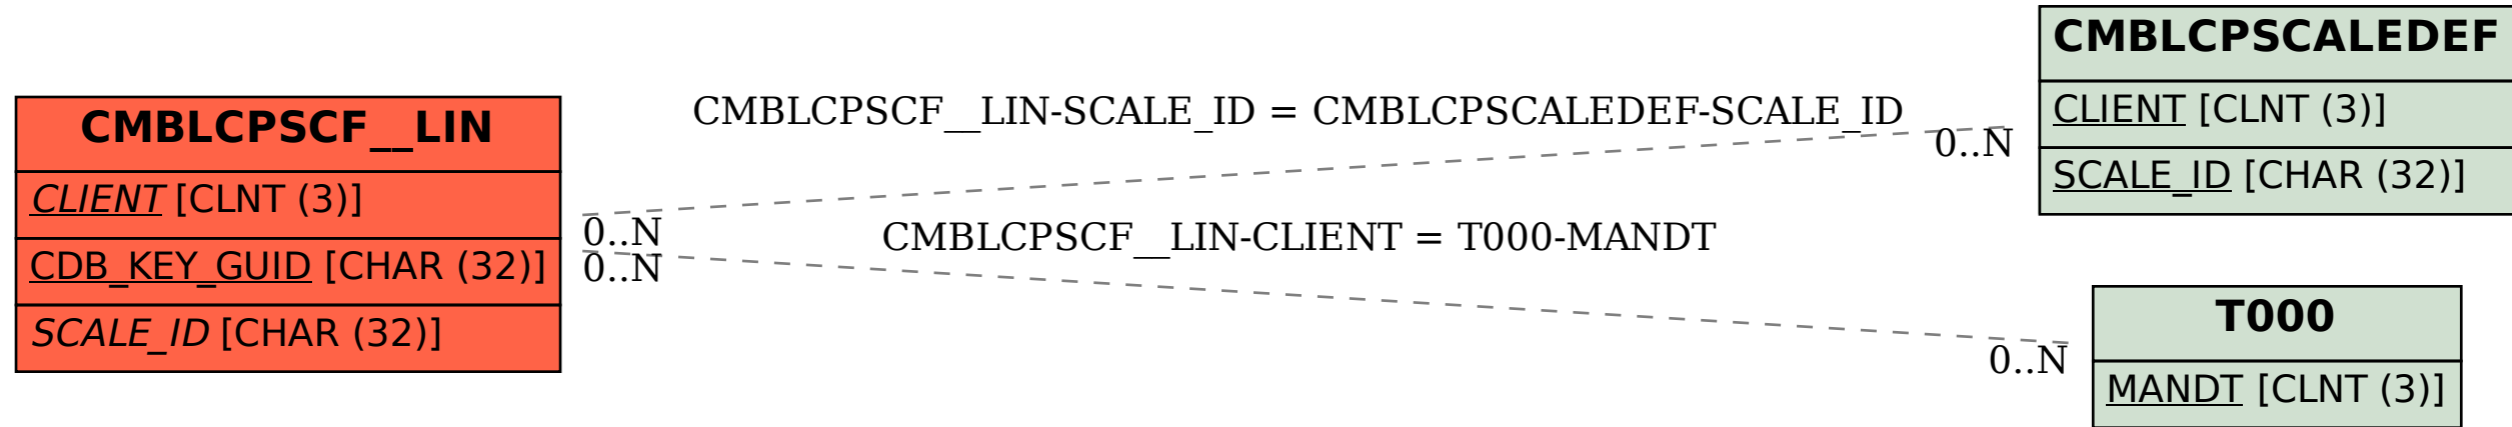 CMBLCPSCF__LIN
CLIENT [CLNT (3)]
CDB_KEY_GUID [CHAR (32)]
SCALE_ID [CHAR (32)]
CMBLCPSCF__LIN-SCALE_ID = CMBLCPSCALEDEF-SCALE_ID
0..N
0..N
CMBLCPSCF__LIN-CLIENT = T000-MANDT
0..N
0..N
CMBLCPSCALEDEF
CLIENT [CLNT (3)]
SCALE_ID [CHAR (32)]
T000
MANDT [CLNT (3)]